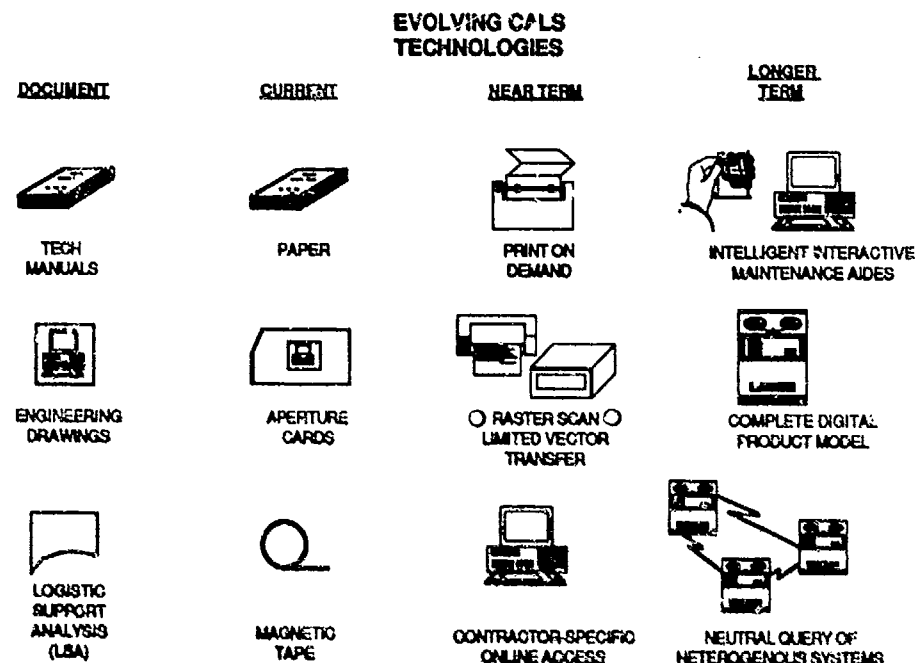 EVOLVING CALS
TECHNOLOGIES
DOCUMENT
CURRENT
NEAR TERM
LONGER
TERM
TECH
MANUALS
PAPER
PRINT ON
DEMAND
INTELLIGENT INTERACTIVE
MAINTENANCE AIDES
ENGINEERING
DRAWINGS
APERTURE
CARDS
RASTER SCAN
LIMITED VECTOR
TRANSFER
COMPLETE DIGITAL
PRODUCT MODEL
LOGISTIC
SUPPORT
ANALYSIS
(LSA)
MAGNETIC
TAPE
CONTRACTOR-SPECIFIC
ONLINE ACCESS
NEUTRAL QUERY OF
HETEROGENOUS SYSTEMS